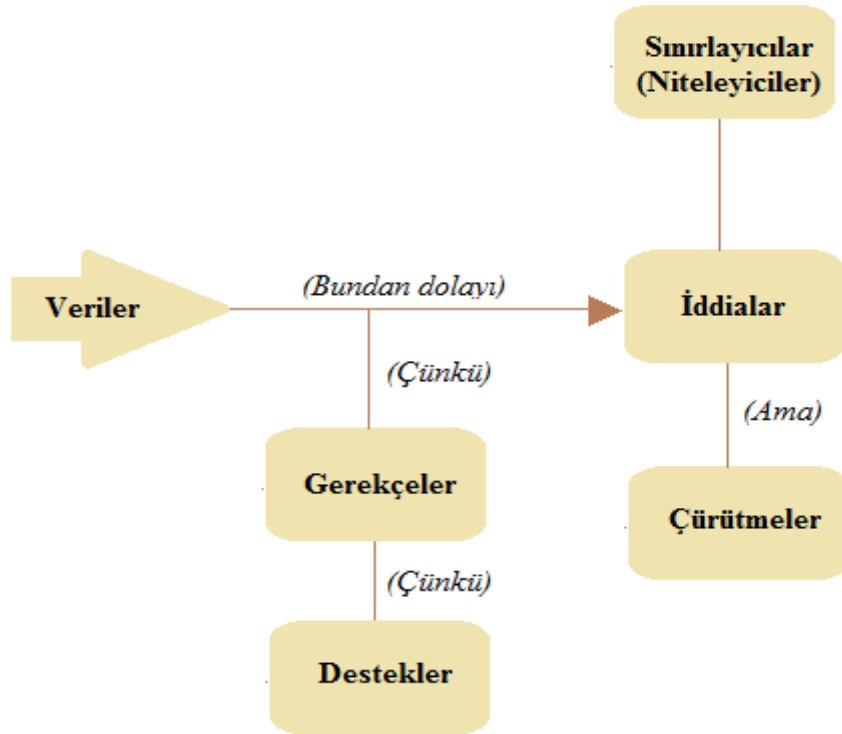 Sınırlayıcılar
(Niteleyiciler)
(Bundan dolayı)
Veriler
İddialar
(Çünkü)
(Ama)
Gerekçeler
Çürütmeler
(Çünkü)
Destekler